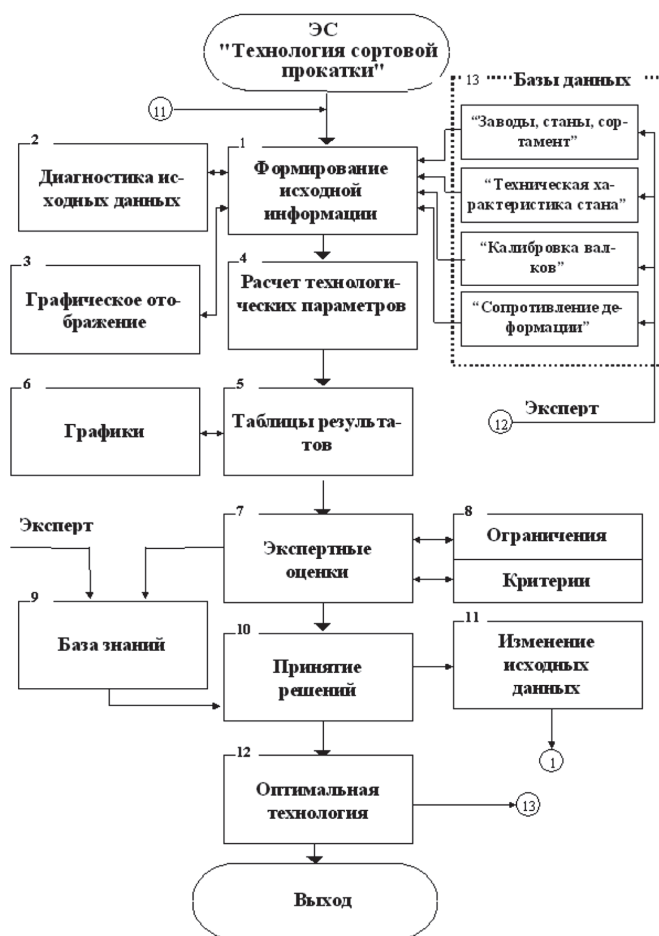 ЭС
"Технология сортовой
прокатки"
13
Базы данных
11
“Заводы, станы, сор-
тамент”
2
Диагностика ис-
ходных данных
1
Формирование
исходной
информации
“Техническая ха-
рактеристика стана”
“Калибровка вал-
ков”
3
Графическое ото-
бражение
4
Расчет технологи-
ческих параметров
“Сопротивление де-
формации”
6
Графики
5
Таблицы результа-
тов
Эксперт
12
Эксперт
7
Экспертные
оценки
8
Ограничения
Критерии
9
База знаний
10
Принятие
решений
11
Изменение
исходных
данных
1
12
Оптимальная
технология
13
Выход